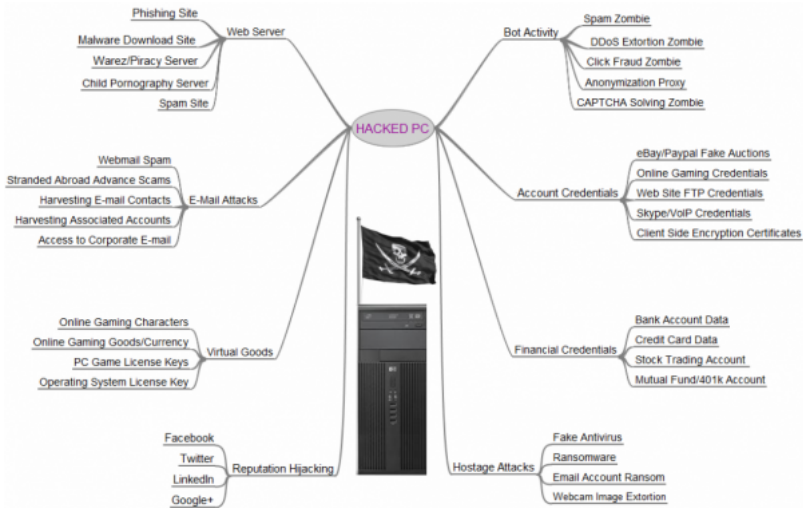 HACKED PC
Web Server
Phishing Site
Malware Download Site
Warez/Piracy Server
Child Pornography Server
Spam Site
E-Mail Attacks
Webmail Spam
Stranded Abroad Advance Scams
Harvesting E-mail Contacts
Harvesting Associated Accounts
Access to Corporate E-mail
Virtual Goods
Online Gaming Characters
Online Gaming Goods/Currency
PC Game License Keys
Operating System License Key
Reputation Hijacking
Facebook
Twitter
LinkedIn
Google+
Bot Activity
Spam Zombie
DDoS Extortion Zombie
Click Fraud Zombie
Anonymization Proxy
CAPTCHA Solving Zombie
Account Credentials
eBay/Paypal Fake Auctions
Online Gaming Credentials
Web Site FTP Credentials
Skype/VoIP Credentials
Client Side Encryption Certificates
Financial Credentials
Bank Account Data
Credit Card Data
Stock Trading Account
Mutual Fund/401k Account
Hostage Attacks
Fake Antivirus
Ransomware
Email Account Ransom
Webcam Image Extortion